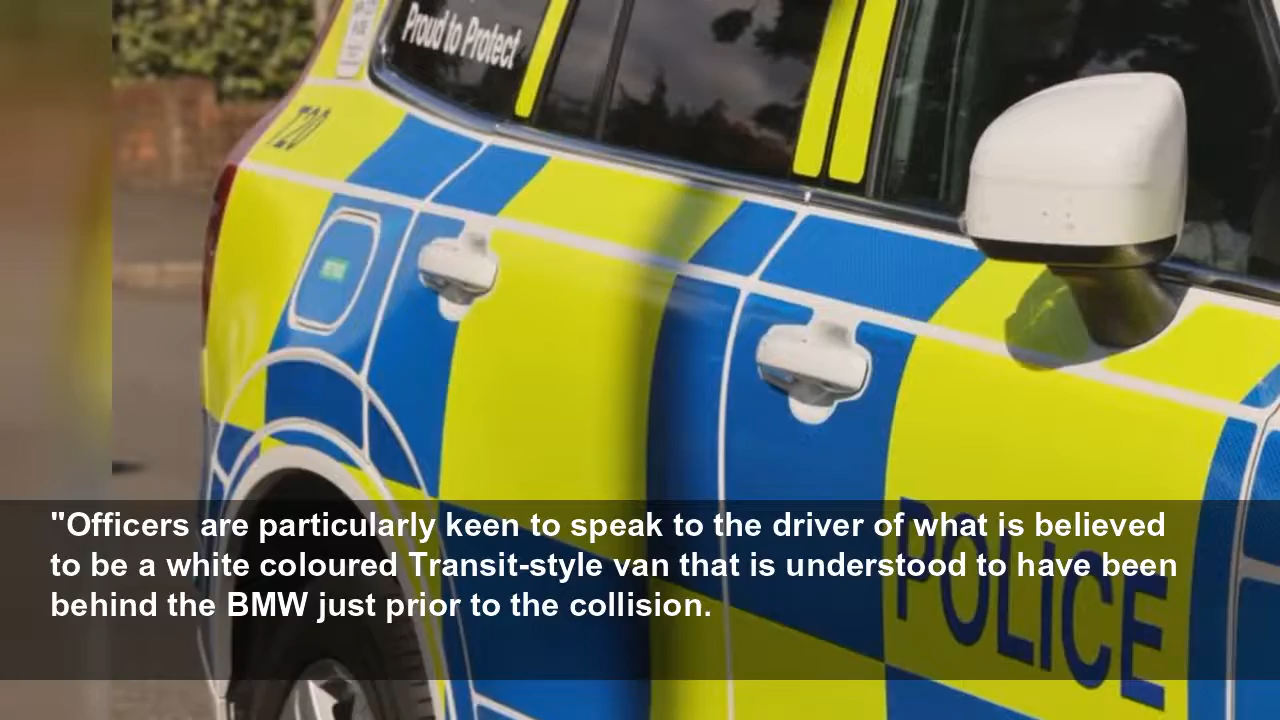 Proud to Protect
T20
"Officers are particularly keen to speak to the driver of what is believed
to be a white coloured Transit-style van that is understood to have been
behind the BMW just prior to the collision.
POLICE